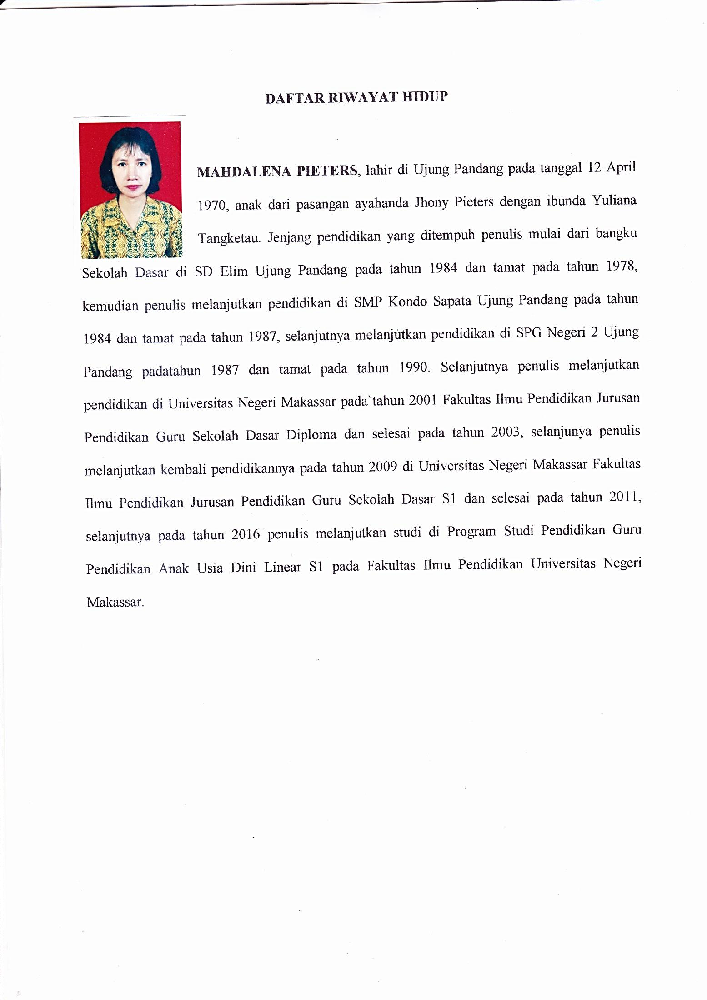 DAFTAR RIWAYAT HIDUP
MAHDALENA PIETERS, lahir di Ujung Pandang pada tanggal 12 April
1970, anak dari pasangan ayahanda Jhony Pieters dengan ibunda Yuliana
Tangketau. Jenjang pendidikan yang ditempuh penulis mulai dari bangku
Sekolah Dasar di SD Elim Ujung Pandang pada tahun 1984 dan tamat pada tahun 1978,
kemudian penulis melanjutkan pendidikan di SMP Kondo Sapata Ujung Pandang pada tahun
1984 dan tamat pada tahun 1987, selanjutnya melanjutkan pendidikan di SPG Negeri 2 Ujung
Pandang padatahun 1987 dan tamat pada tahun 1990. Selanjutnya penulis melanjutkan
pendidikan di Universitas Negeri Makassar pada`tahun 2001 Fakultas Ilmu Pendidikan Jurusan
Pendidikan Guru Sekolah Dasar Diploma dan selesai pada tahun 2003, selanjunya penulis
melanjutkan kembali pendidikannya pada tahun 2009 di Universitas Negeri Makassar Fakultas
Ilmu Pendidikan Jurusan Pendidikan Guru Sekolah Dasar S1 dan selesai pada tahun 2011,
selanjutnya pada tahun 2016 penulis melanjutkan studi di Program Studi Pendidikan Guru
Pendidikan Anak Usia Dini Linear S1 pada Fakultas Ilmu Pendidikan Universitas Negeri
Makassar.